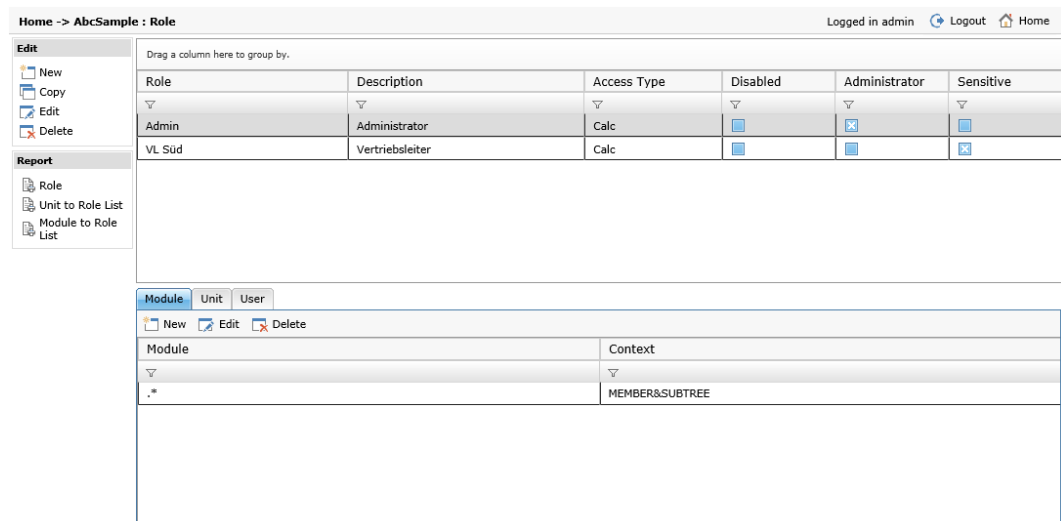 Home -> AbcSample : Role
Logged in admin Logout Home
Edit
New
Copy
Edit
Delete
Report
Role
Unit to Role List
Module to Role
List
Drag a column here to group by.
Role Description Access Type Disabled Administrator Sensitive
Admin Administrator Calc
VL Süd Vertriebsleiter Calc
Module Unit User
New Edit Delete
Module Context
.* MEMBER&SUBTREE